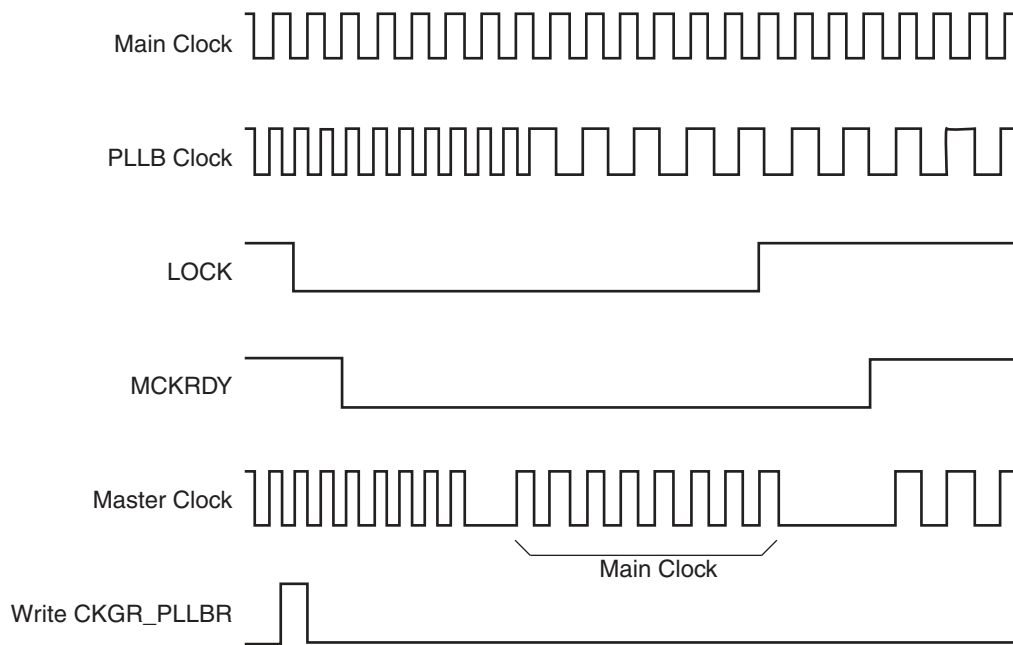 Main Clock
PLLB Clock
LOCK
MCKRDY
Master Clock
Main Clock
Write CKGR_PLLBR